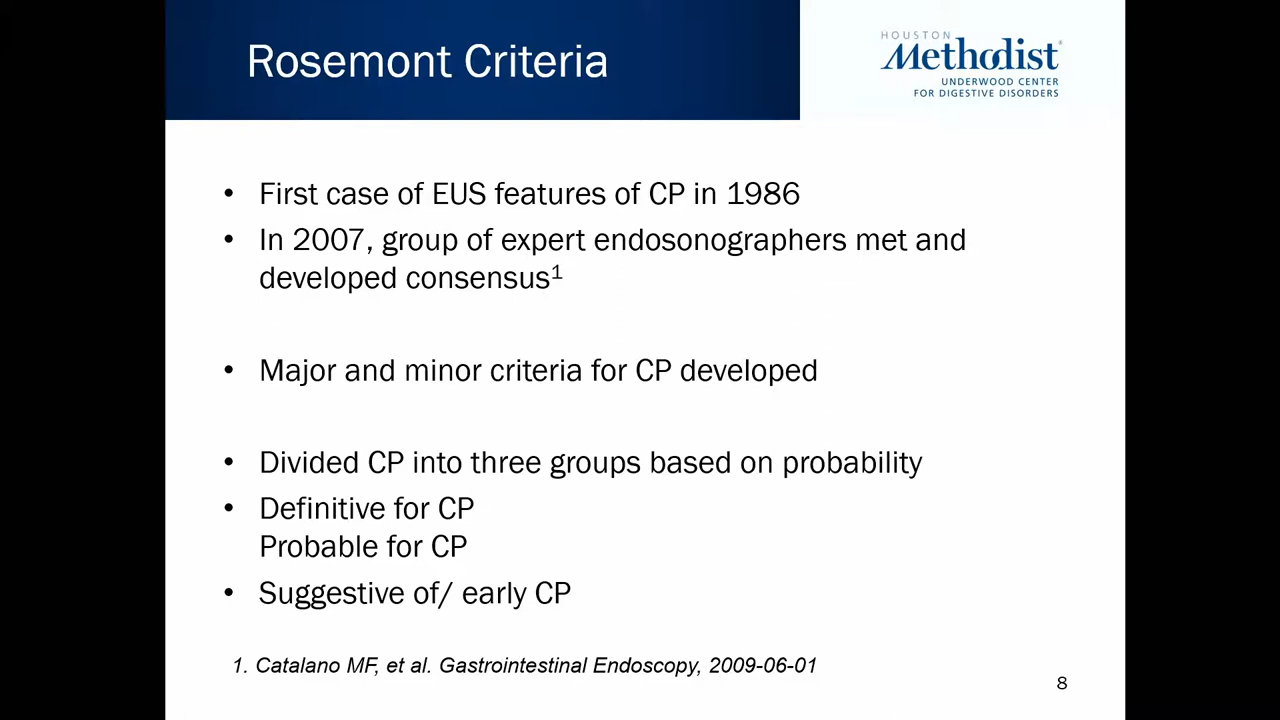 Rosemont Criteria
HOUSTON
Methodist®
UNDERWOOD CENTER
FOR DIGESTIVE DISORDERS
• First case of EUS features of CP in 1986
• In 2007, group of expert endosonographers met and
developed consensus¹
• Major and minor criteria for CP developed
• Divided CP into three groups based on probability
• Definitive for CP
Probable for CP
• Suggestive of/ early CP
1. Catalano MF, et al. Gastrointestinal Endoscopy, 2009-06-01
8